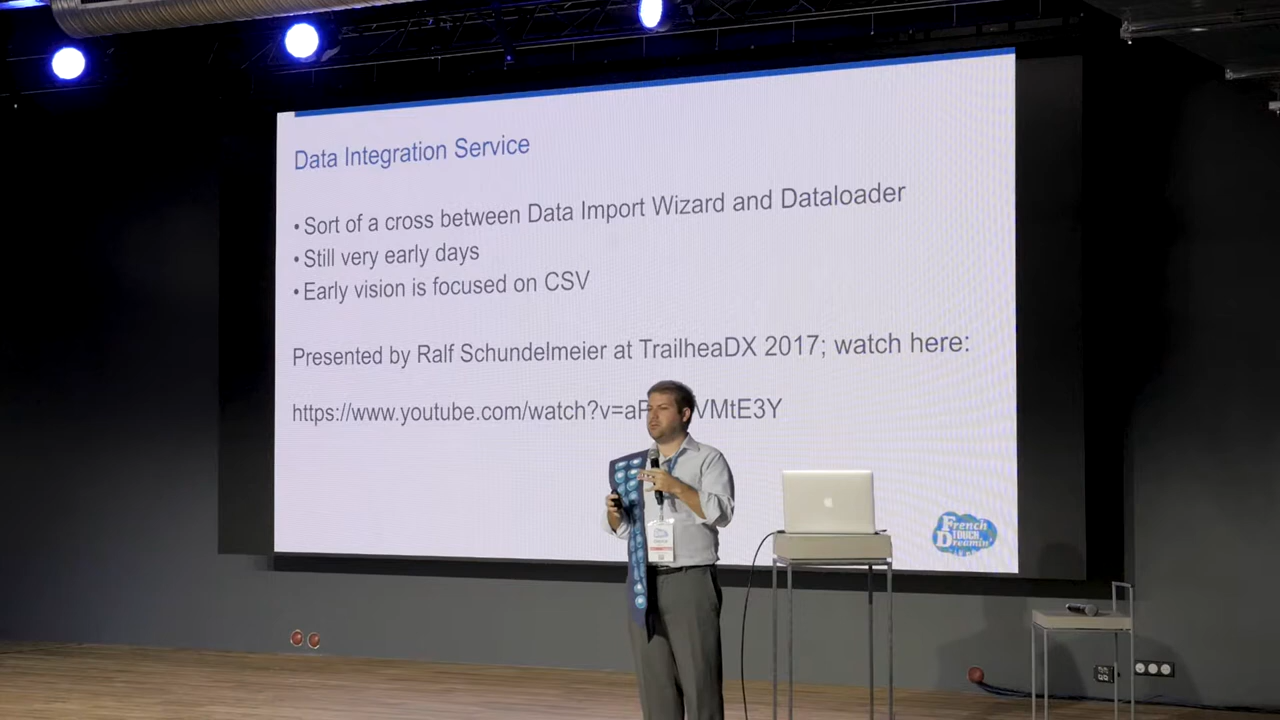 Data Integration Service
• Sort of a cross between Data Import Wizard and Dataloader
• Still very early days
• Early vision is focused on CSV
Presented by Ralf Schundelmeier at TrailheaDX 2017; watch here:
https://www.youtube.com/watch?v=a VMtE3Y
French
TOUCH
Dreamin'